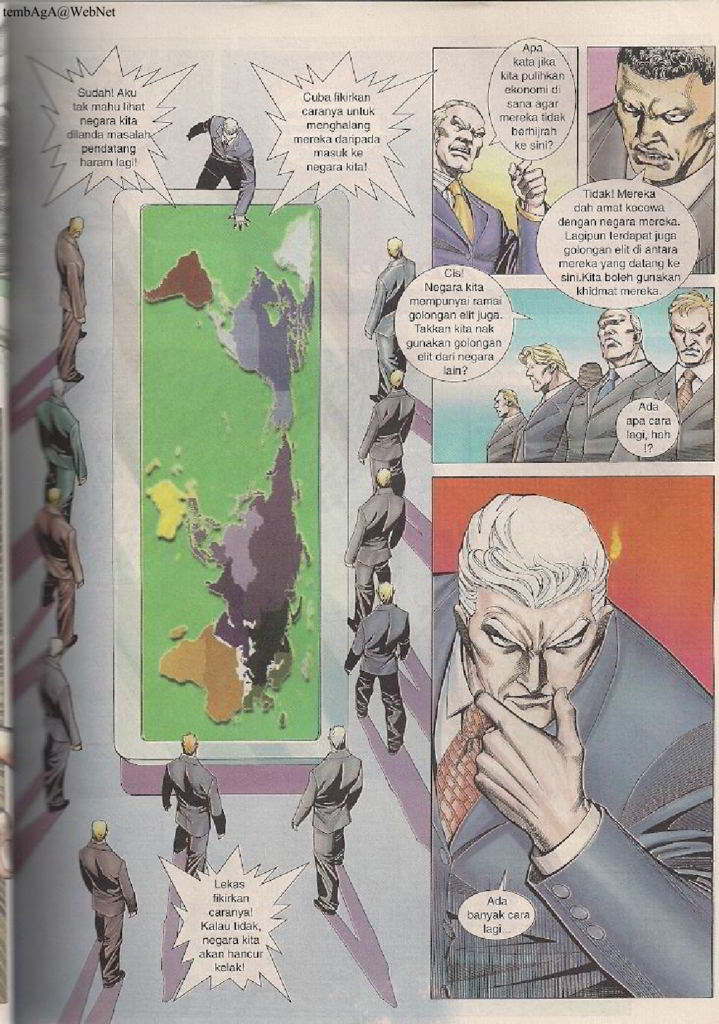 tembAgA@WebNet
Sudah! Aku
tak mahu lihat
negara kita
dilanda masalah
pendatang
haram lagi!
Cuba fikirkan
caranya untuk
menghalang
mereka daripada
masuk ke
negara kita!
Apa
kata jika
kita pulihkan
ekonomi di
sana agar
mereka tidak
berhijrah
ke sini?
Tidak! Mereka
dah amat kecewa
dengan negara mereka.
Lagipun terdapat juga
golongan elit di antara
mereka yang datang ke
sini.Kita boleh gunakan
khidmat mereka.
Cis!
Negara kita
mempunyai ramai
golongan elit juga.
Takkan kita nak
gunakan golongan
elit dari negara
lain?
Ada
apa cara
lagi, hah
!?
Lekas
fikirkan
caranya!
Kalau tidak,
negara kita
akan hancur
kelak!
Ada
banyak cara
lagi...